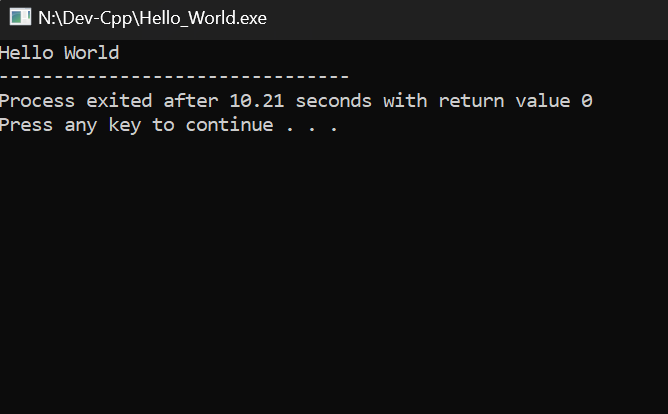 N:\Dev-Cpp\Hello_World.exe
Hello World
--------------------------------
Process exited after 10.21 seconds with return value 0
Press any key to continue . . .